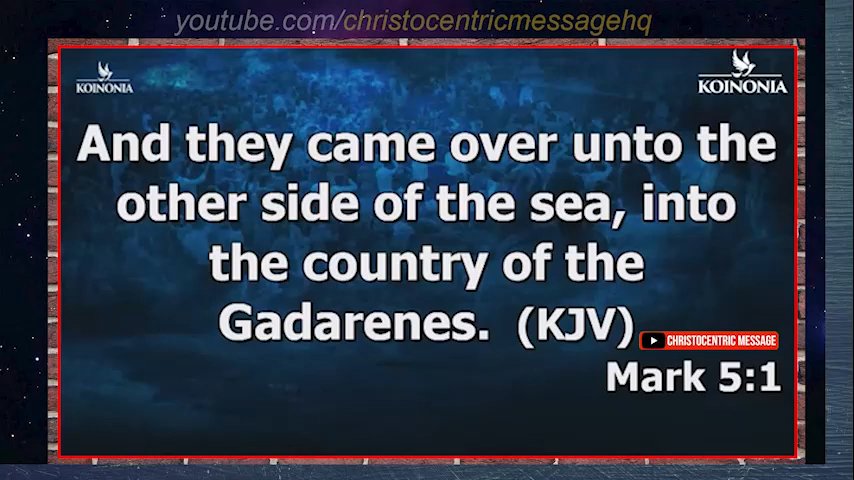 youtube.com/christocentricmessagehq
KOINONIA
KOINONIA
And they came over unto the
other side of the sea, into
the country of the
Gadarenes. (KJV)
CHRISTOCENTRIC MESSAGE
Mark 5:1